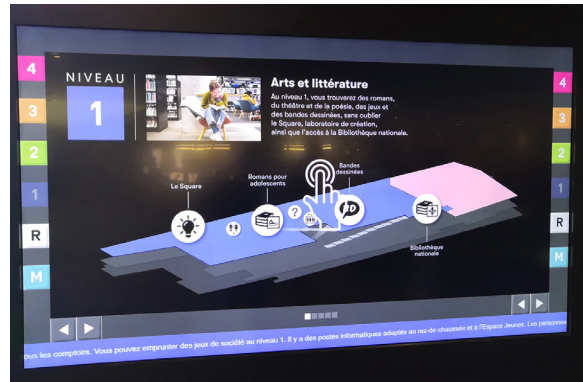 4
3
2
1
R
M
NIVEAU
1
Arts et littérature
Au niveau 1, vous trouverez des romans,
du théâtre et de la poésie, des jeux et
des bandes dessinées, sans oublier
le Square, laboratoire de création,
ainsi que l'accès à la Bibliothèque nationale.
Le Square
Romans pour
adolescents
Bandes
dessinées
?
BD
Bibliothèque
nationale
4
3
2
1
R
M
ous les comptoirs. Vous pouvez emprunter des jeux de société au niveau 1. Il y a des postes informatiques adaptés au rez-de-chaussée et à l'Espace Jeunes. Les personnes